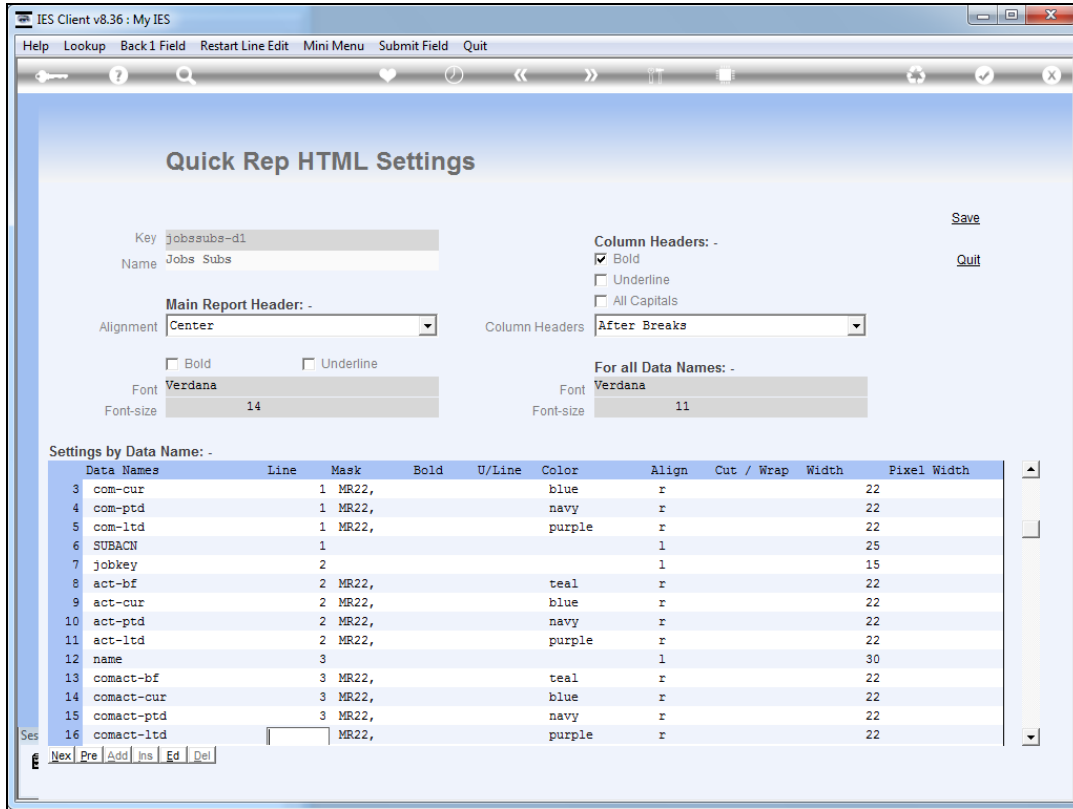 IES Client v8.36 : My IES
Help Lookup Back 1 Field Restart Line Edit Mini Menu Submit Field Quit
Quick Rep HTML Settings
Save
Key jobssubs-d1
Column Headers: -
Name Jobs Subs
Bold
Quit
Underline
Main Report Header: -
All Capitals
Alignment Center
Column Headers After Breaks
Bold Underline
For all Data Names: -
Font Verdana
Font Verdana
Font-size 14
Font-size 11
Settings by Data Name: -
Data Names Line Mask Bold U/Line Color Align Cut / Wrap Width Pixel Width
3 com-cur 1 MR22, blue r 22
4 com-ptd 1 MR22, navy r 22
5 com-ltd 1 MR22, purple r 22
6 SUBACN 1 l 25
7 jobkey 2 l 15
8 act-bf 2 MR22, teal r 22
9 act-cur 2 MR22, blue r 22
10 act-ptd 2 MR22, navy r 22
11 act-ltd 2 MR22, purple r 22
12 name 3 l 30
13 comact-bf 3 MR22, teal r 22
14 comact-cur 3 MR22, blue r 22
15 comact-ptd 3 MR22, navy r 22
16 comact-ltd MR22, purple r 22
Ses
Nex Pre Add Ins Ed Del